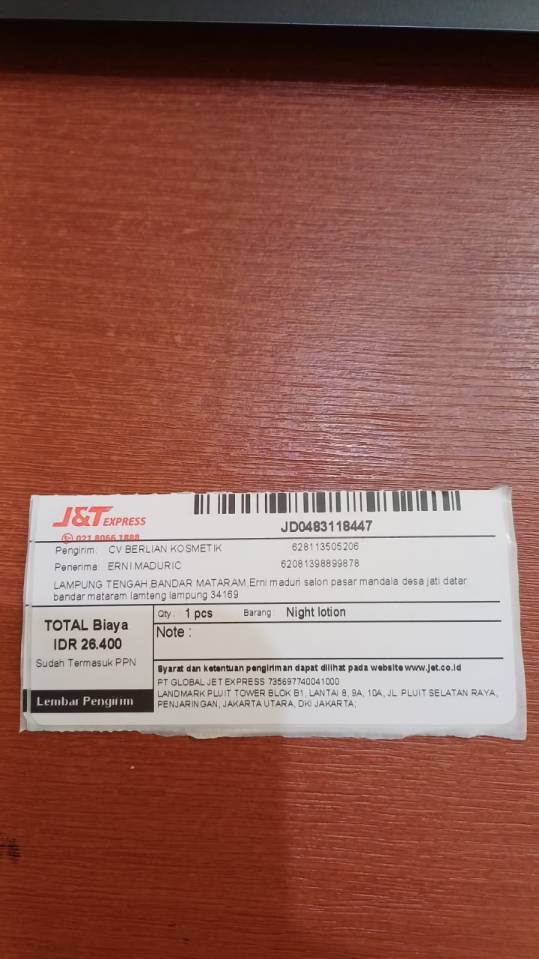 J&T EXPRESS
021 8066 1888
JD0483118447
Pengirim: CV BERLIAN KOSMETIK 628113505206
Penerima: ERNI MADURIC 62081398899878
LAMPUNG TENGAH,BANDAR MATARAM,Erni maduri salon pasar mandala desa jati datar
bandar mataram lamteng lampung 34169
TOTAL Biaya
IDR 26.400
Sudah Termasuk PPN
Lembar Pengirim
Qty : 1 pcs Barang : Night lotion
Note :
Syarat dan ketentuan pengiriman dapat dilihat pada website www.jet.co.id
PT GLOBAL JET EXPRESS 735697740041000
LANDMARK PLUIT TOWER BLOK B1, LANTAI 8, 9A, 10A, JL. PLUIT SELATAN RAYA,
PENJARINGAN, JAKARTA UTARA, DKI JAKARTA;